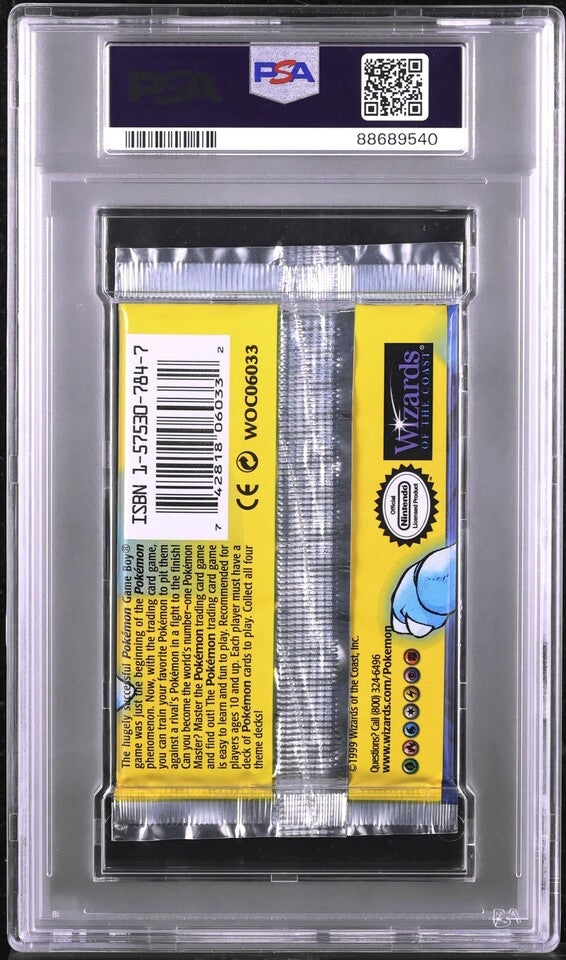 PSA
PSA
88689540
ISBN 1-57530-784-7
7 42818 06033 2
CE WOC06033
The hugely successful Pokémon Game Boy®
game was just the beginning of the Pokémon
phenomenon. Now, with the trading card game,
you can train your favorite Pokémon to pit them
against a rival's Pokémon in a fight to the finish!
Can you become the world's number-one Pokémon
Master? Master the Pokémon trading card game
and find out! The Pokémon trading card game
is easy to learn and fun to play. Recommended for
players ages 10 and up. Each player must have a
deck of Pokémon cards to play. Collect all four
theme decks!
Wizards
OF THE COAST®
Official
Nintendo
Licensed Product
©1999 Wizards of the Coast, Inc.
Questions? Call (800) 324-6496
www.wizards.com/Pokemon
PSA